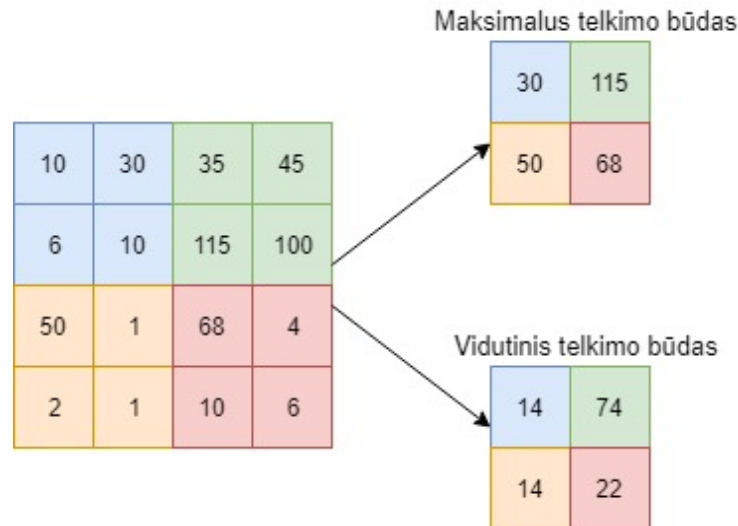 Maksimalus telkimo būdas
30 115
50 68
10 30 35 45
6 10 115 100
50 1 68 4
2 1 10 6
Vidutinis telkimo būdas
14 74
14 22